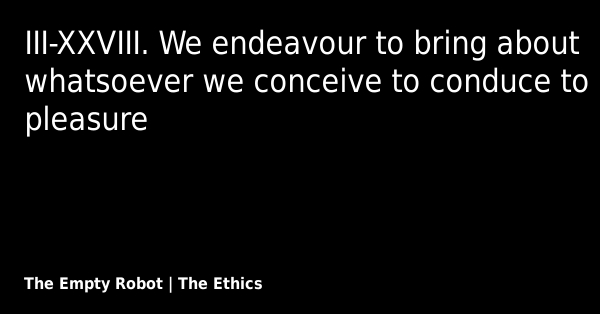 III-XXVIII. We endeavour to bring about
whatsoever we conceive to conduce to
pleasure
The Empty Robot | The Ethics